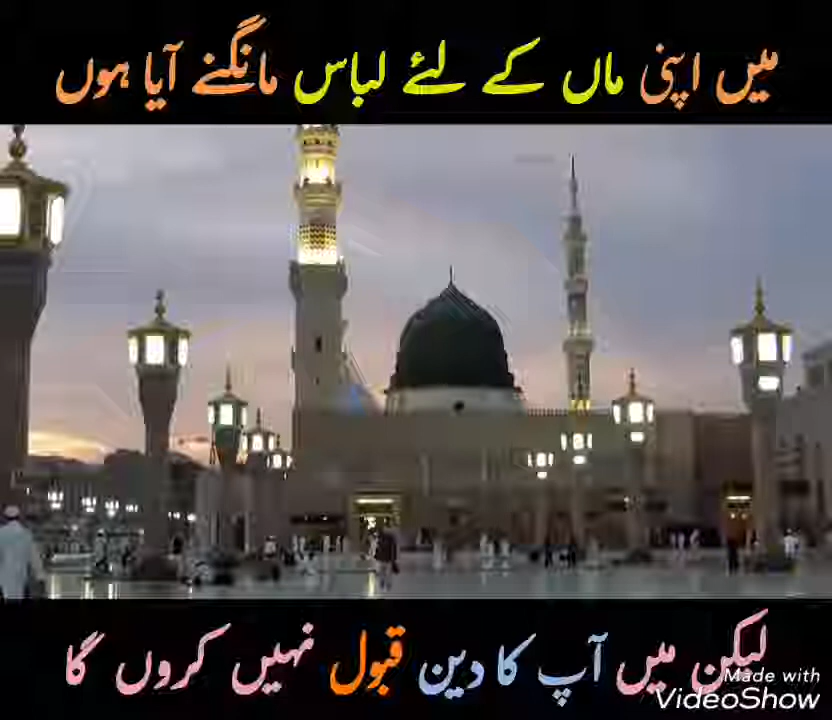 میں اپنی ماں کے لئے لباس مانگنے آیا ہوں
لیکن میں آپ کا دین قبول نہیں کروں گا
Made with
VideoShow